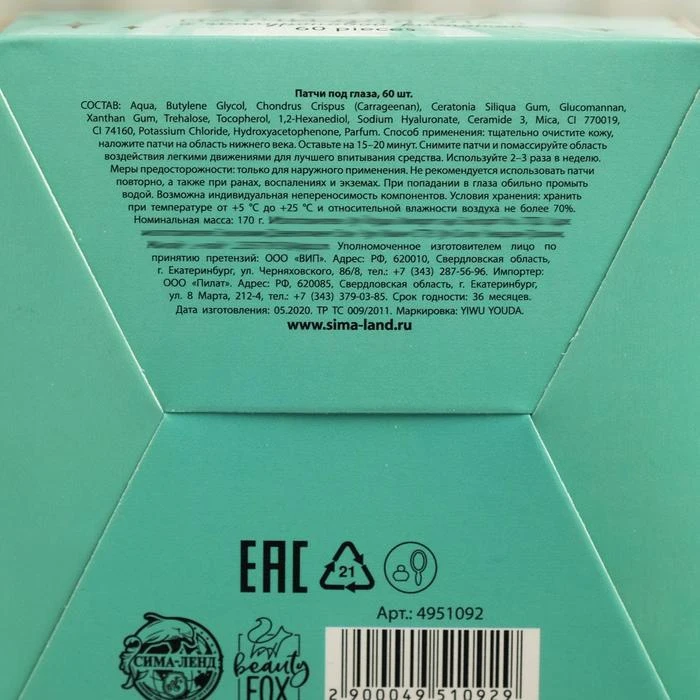 60 pieces
Патчи под глаза, 60 шт.
СОСТАВ: Aqua, Butylene Glycol, Chondrus Crispus (Carrageenan), Ceratonia Siliqua Gum, Glucomannan,
Xanthan Gum, Trehalose, Tocopherol, 1,2-Hexanediol, Sodium Hyaluronate, Ceramide 3, Mica, CI 770019,
CI 74160, Potassium Chloride, Hydroxyacetophenone, Parfum. Способ применения: тщательно очистите кожу,
наложите патчи на область нижнего века. Оставьте на 15–20 минут. Снимите патчи и помассируйте область
воздействия легкими движениями для лучшего впитывания средства. Используйте 2–3 раза в неделю.
Меры предосторожности: только для наружного применения. Не рекомендуется использовать патчи
повторно, а также при ранах, воспалениях и экземах. При попадании в глаза обильно промыть
водой. Возможна индивидуальная непереносимость компонентов. Условия хранения: хранить
при температуре от +5 °C до +25 °C и относительной влажности воздуха не более 70%.
Номинальная масса: 170 г.
Уполномоченное изготовителем лицо по
принятию претензий: ООО «ВИП». Адрес: РФ, 620010, Свердловская область,
г. Екатеринбург, ул. Черняховского, 86/8, тел.: +7 (343) 287-56-96. Импортер:
ООО «Пилат». Адрес: РФ, 620085, Свердловская область, г. Екатеринбург,
ул. 8 Марта, 212-4, тел.: +7 (343) 379-03-85. Срок годности: 36 месяцев.
Дата изготовления: 05.2020. ТР ТС 009/2011. Маркировка: YIWU YOUDA.
www.sima-land.ru
EAC
21
Арт.: 4951092
СИМА-ЛЕНД
beauty
FOX
2 900049 510929